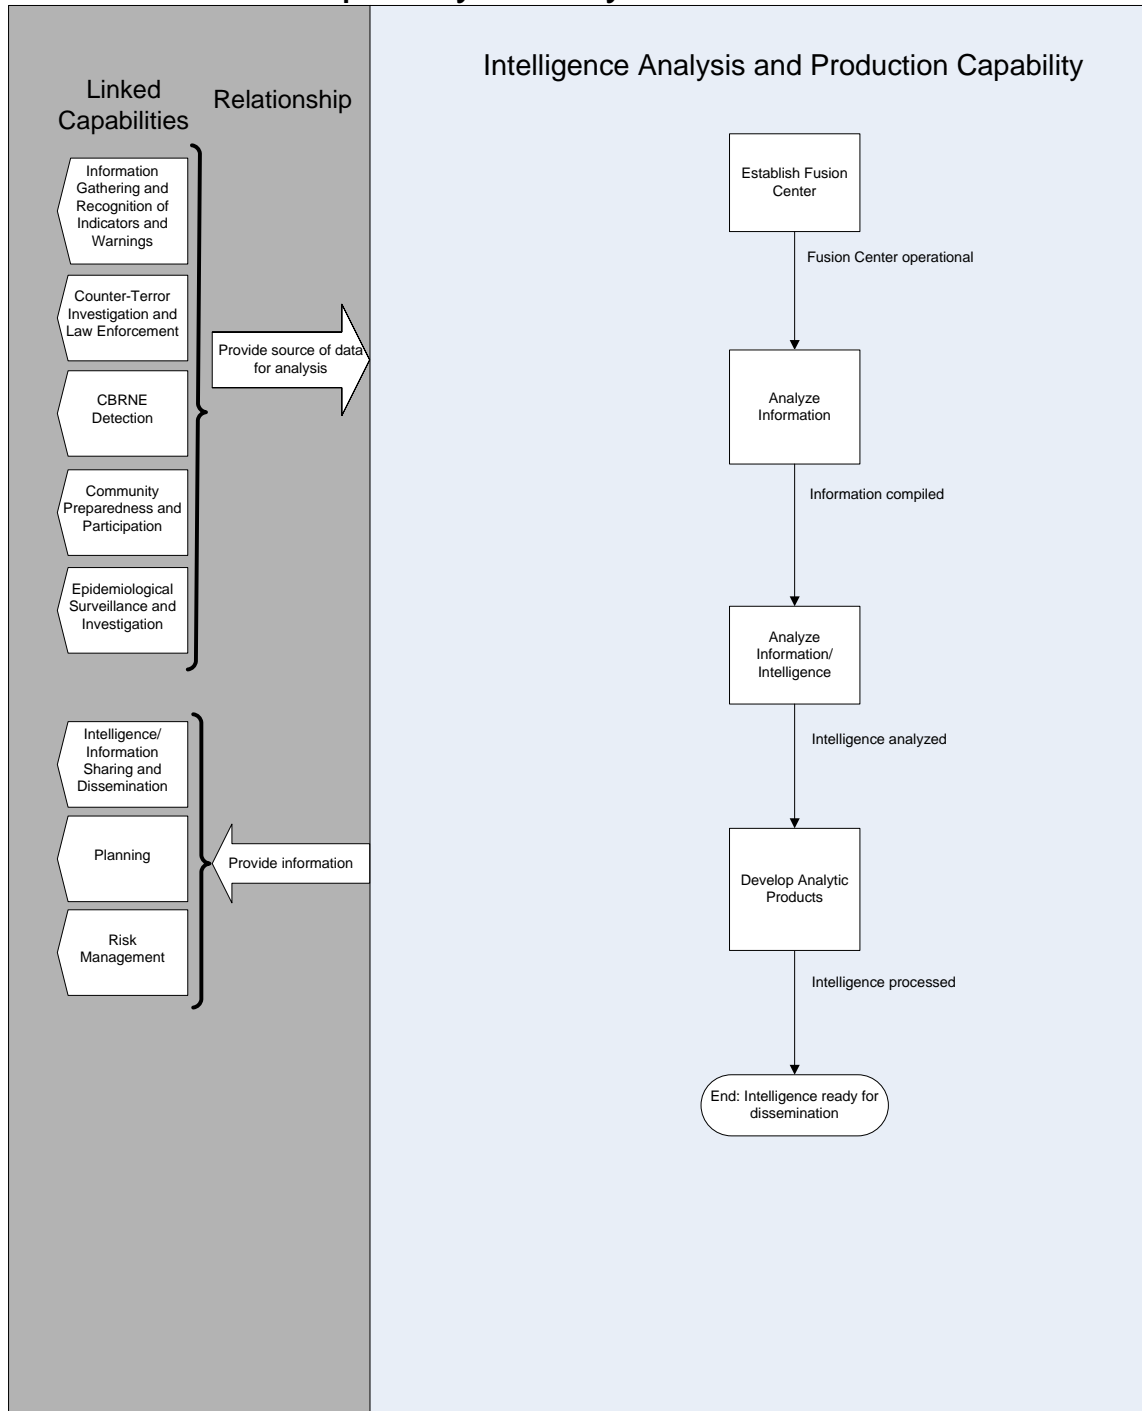 Linked
Capabilities
Relationship
Information
Gathering and
Recognition of
Indicators and
Warnings
Counter-Terror
Investigation and
Law Enforcement
CBRNE
Detection
Community
Preparedness and
Participation
Epidemiological
Surveillance and
Investigation
Provide source of data
for analysis
Intelligence/
Information
Sharing and
Dissemination
Planning
Risk
Management
Provide information
Intelligence Analysis and Production Capability
Establish Fusion
Center
Fusion Center operational
Analyze
Information
Information compiled
Analyze
Information/
Intelligence
Intelligence analyzed
Develop Analytic
Products
Intelligence processed
End: Intelligence ready for
dissemination